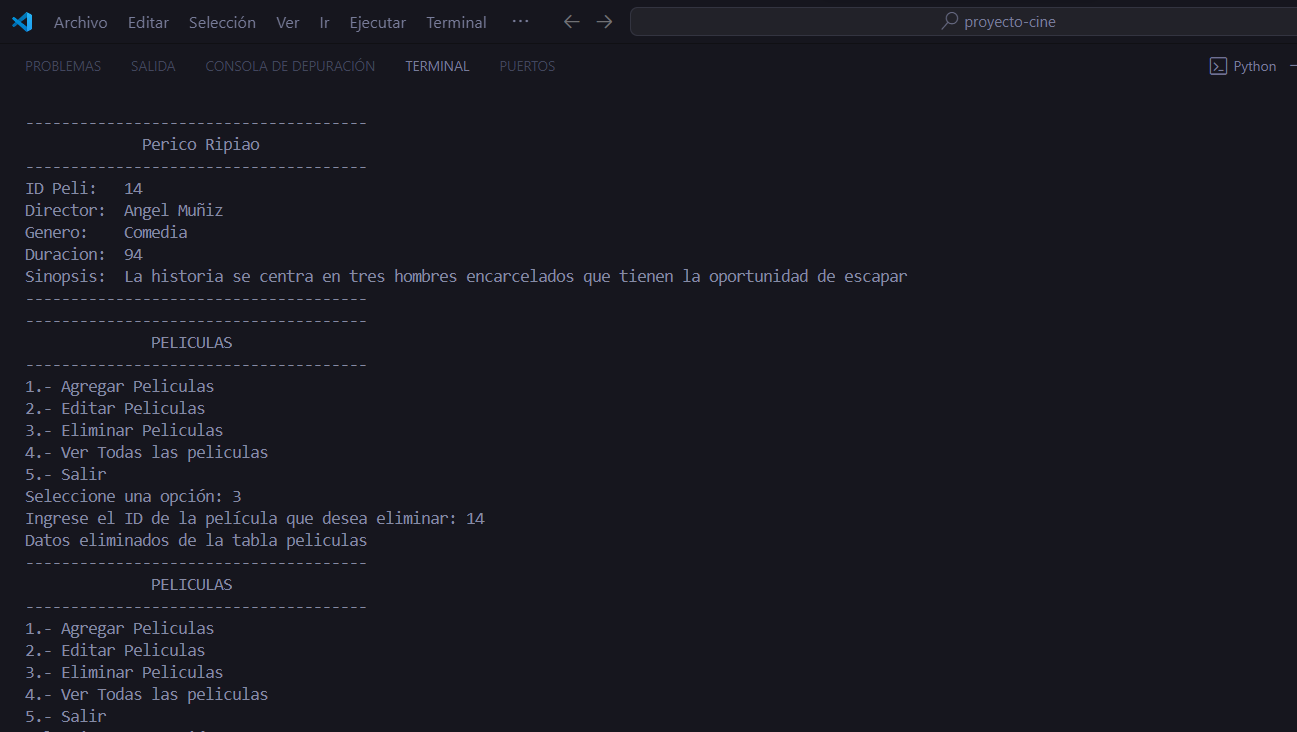 Archivo Editar Selección Ver Ir Ejecutar Terminal ··· ← → proyecto-cine
PROBLEMAS SALIDA CONSOLA DE DEPURACIÓN TERMINAL PUERTOS Python
--------------------------------------
Perico Ripiao
--------------------------------------
ID Peli: 14
Director: Angel Muñiz
Genero: Comedia
Duracion: 94
Sinopsis: La historia se centra en tres hombres encarcelados que tienen la oportunidad de escapar
--------------------------------------
--------------------------------------
PELICULAS
--------------------------------------
1.- Agregar Peliculas
2.- Editar Peliculas
3.- Eliminar Peliculas
4.- Ver Todas las peliculas
5.- Salir
Seleccione una opción: 3
Ingrese el ID de la película que desea eliminar: 14
Datos eliminados de la tabla peliculas
--------------------------------------
PELICULAS
--------------------------------------
1.- Agregar Peliculas
2.- Editar Peliculas
3.- Eliminar Peliculas
4.- Ver Todas las peliculas
5.- Salir